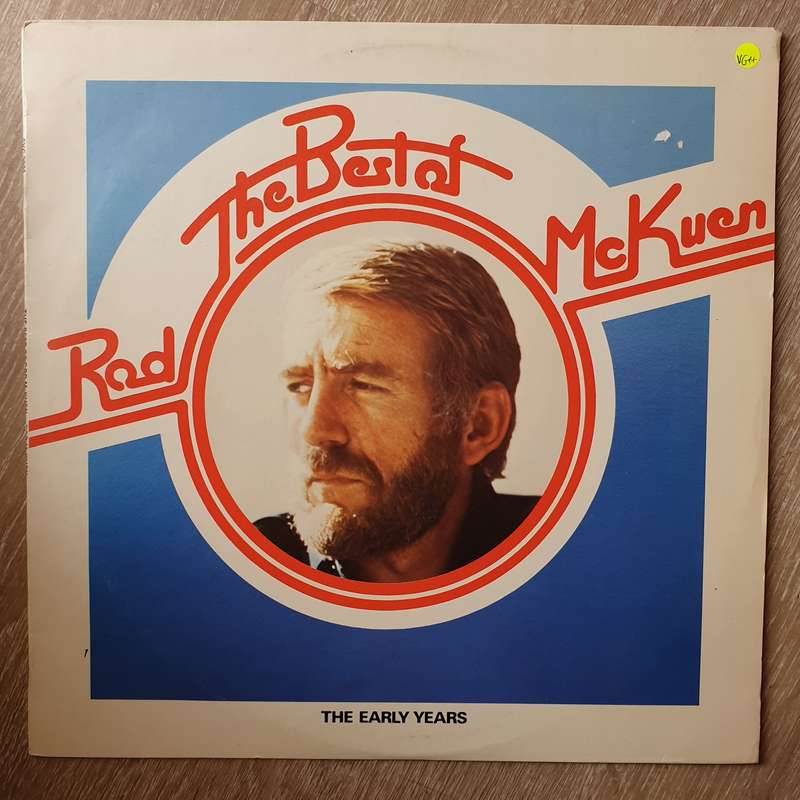 The Best of
Rod McKuen
THE EARLY YEARS
VG++